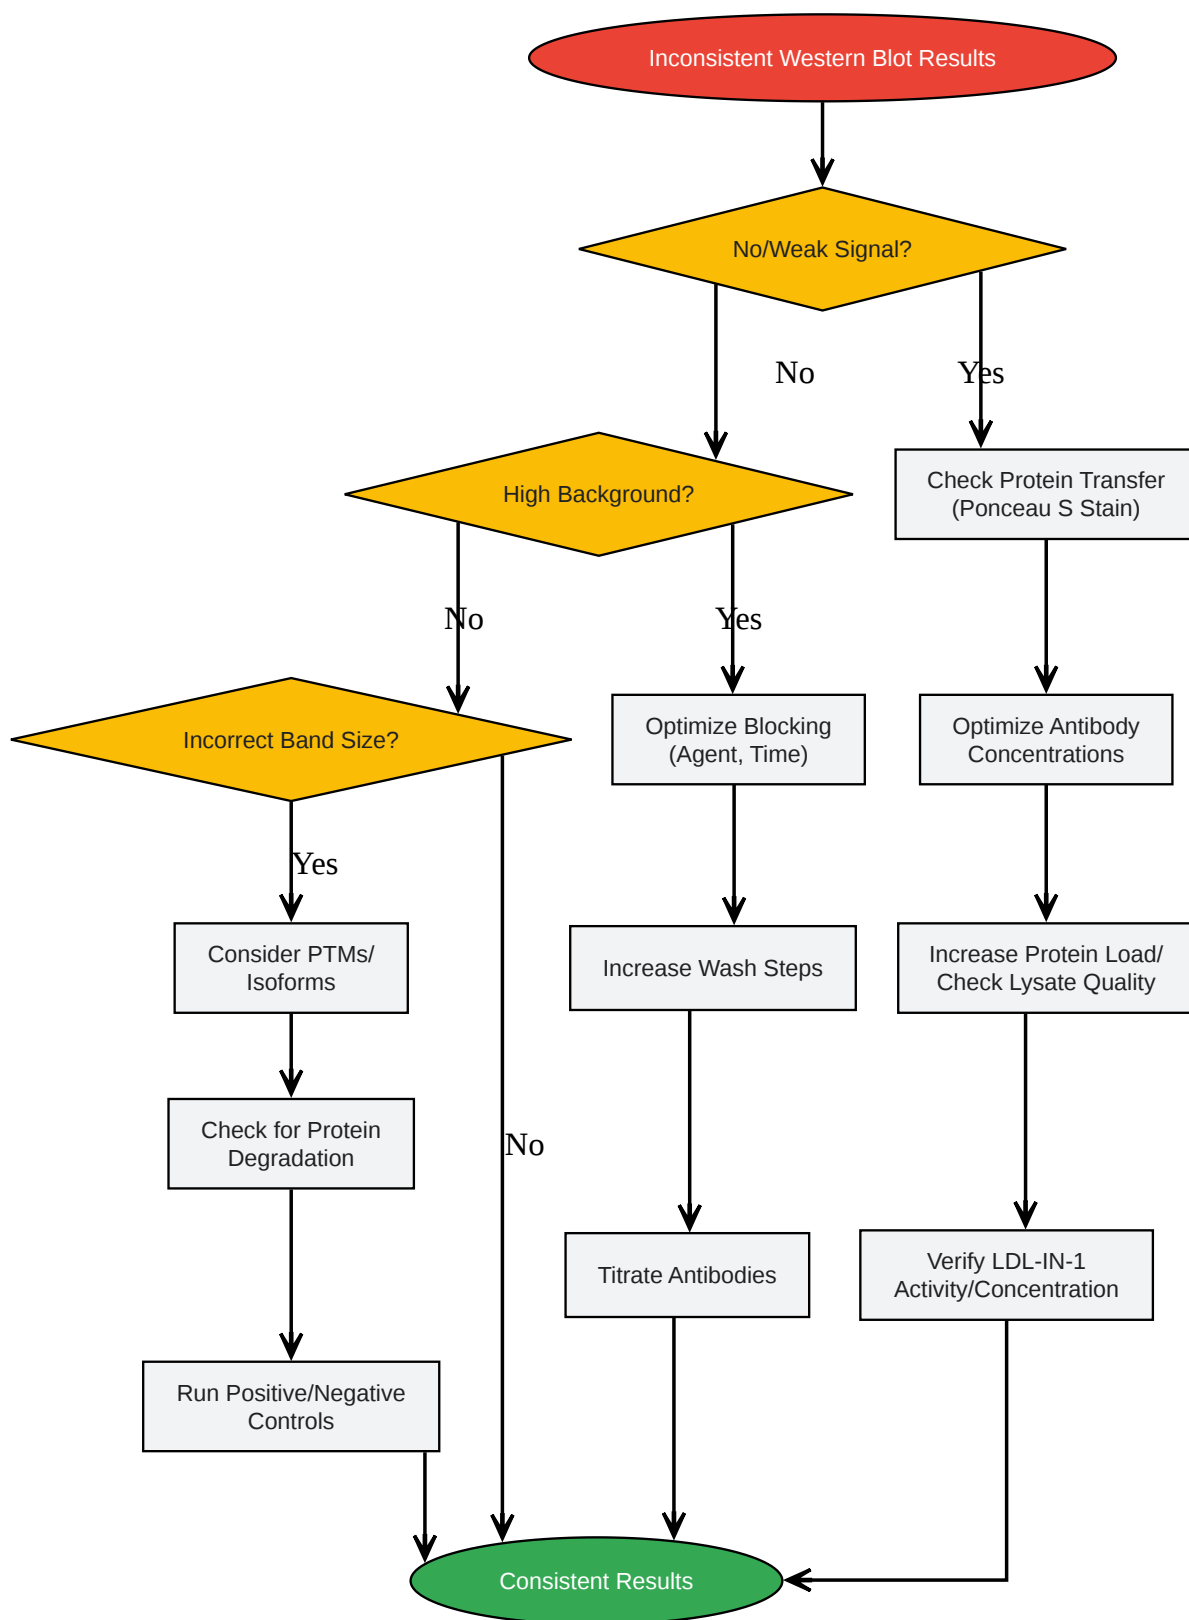 Inconsistent Western Blot Results
No/Weak Signal?
No
Yes
High Background?
Check Protein Transfer
(Ponceau S Stain)
No
Yes
Incorrect Band Size?
Optimize Blocking
(Agent, Time)
Optimize Antibody
Concentrations
Yes
Consider PTMs/
Isoforms
Increase Wash Steps
Increase Protein Load/
Check Lysate Quality
Check for Protein
Degradation
No
Titrate Antibodies
Verify LDL-IN-1
Activity/Concentration
Run Positive/Negative
Controls
Consistent Results